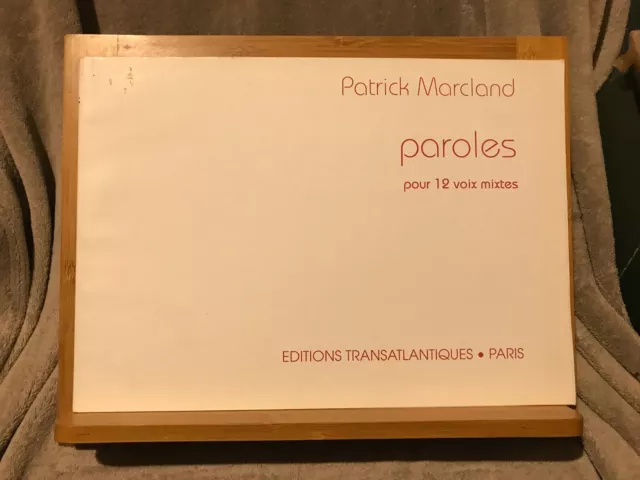 Patrick Marcland
paroles
pour 12 voix mixtes
EDITIONS TRANSATLANTIQUES • PARIS